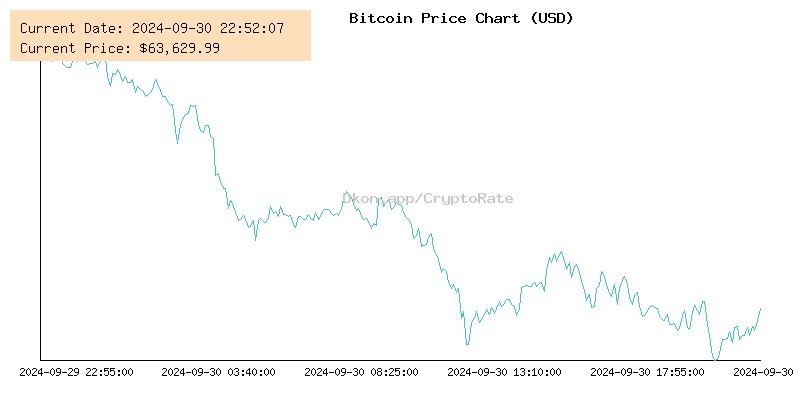 Bitcoin Price Chart (USD)
Current Date: 2024-09-30 22:52:07
Current Price: $63,629.99
Dkon.app/CryptoRate
2024-09-29 22:55:00 2024-09-30 03:40:00 2024-09-30 08:25:00 2024-09-30 13:10:00 2024-09-30 17:55:00 2024-09-30